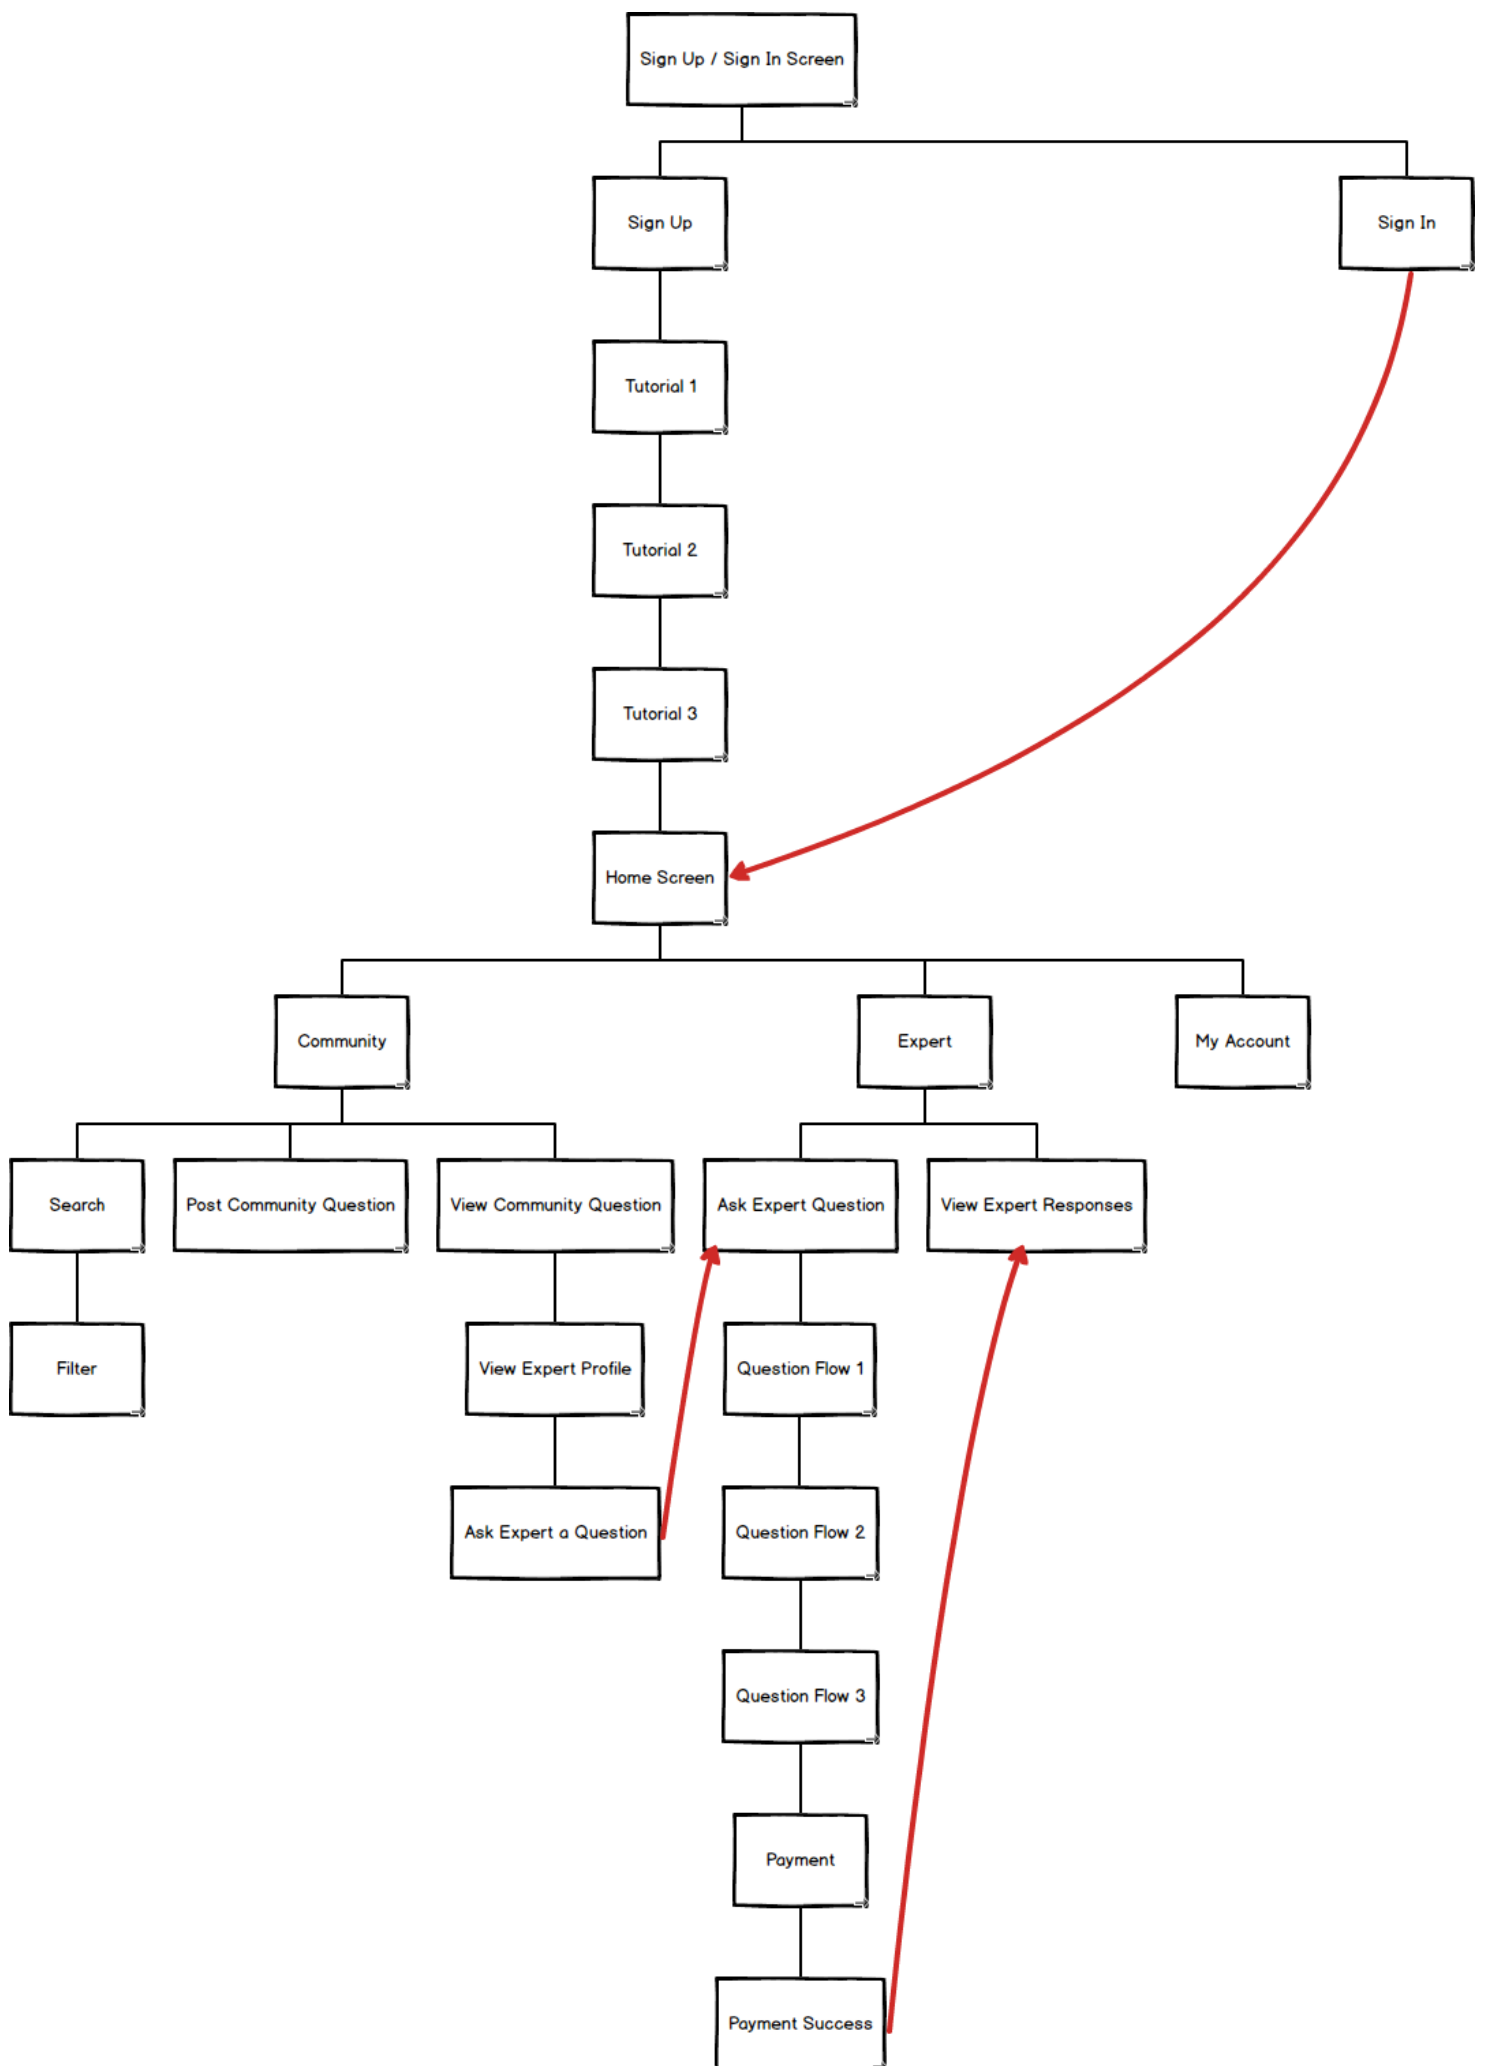 Sign Up / Sign In Screen
Sign Up
Sign In
Tutorial 1
Tutorial 2
Tutorial 3
Home Screen
Community
Expert
My Account
Search
Post Community Question
View Community Question
Ask Expert Question
View Expert Responses
Filter
View Expert Profile
Question Flow 1
Ask Expert a Question
Question Flow 2
Question Flow 3
Payment
Payment Success